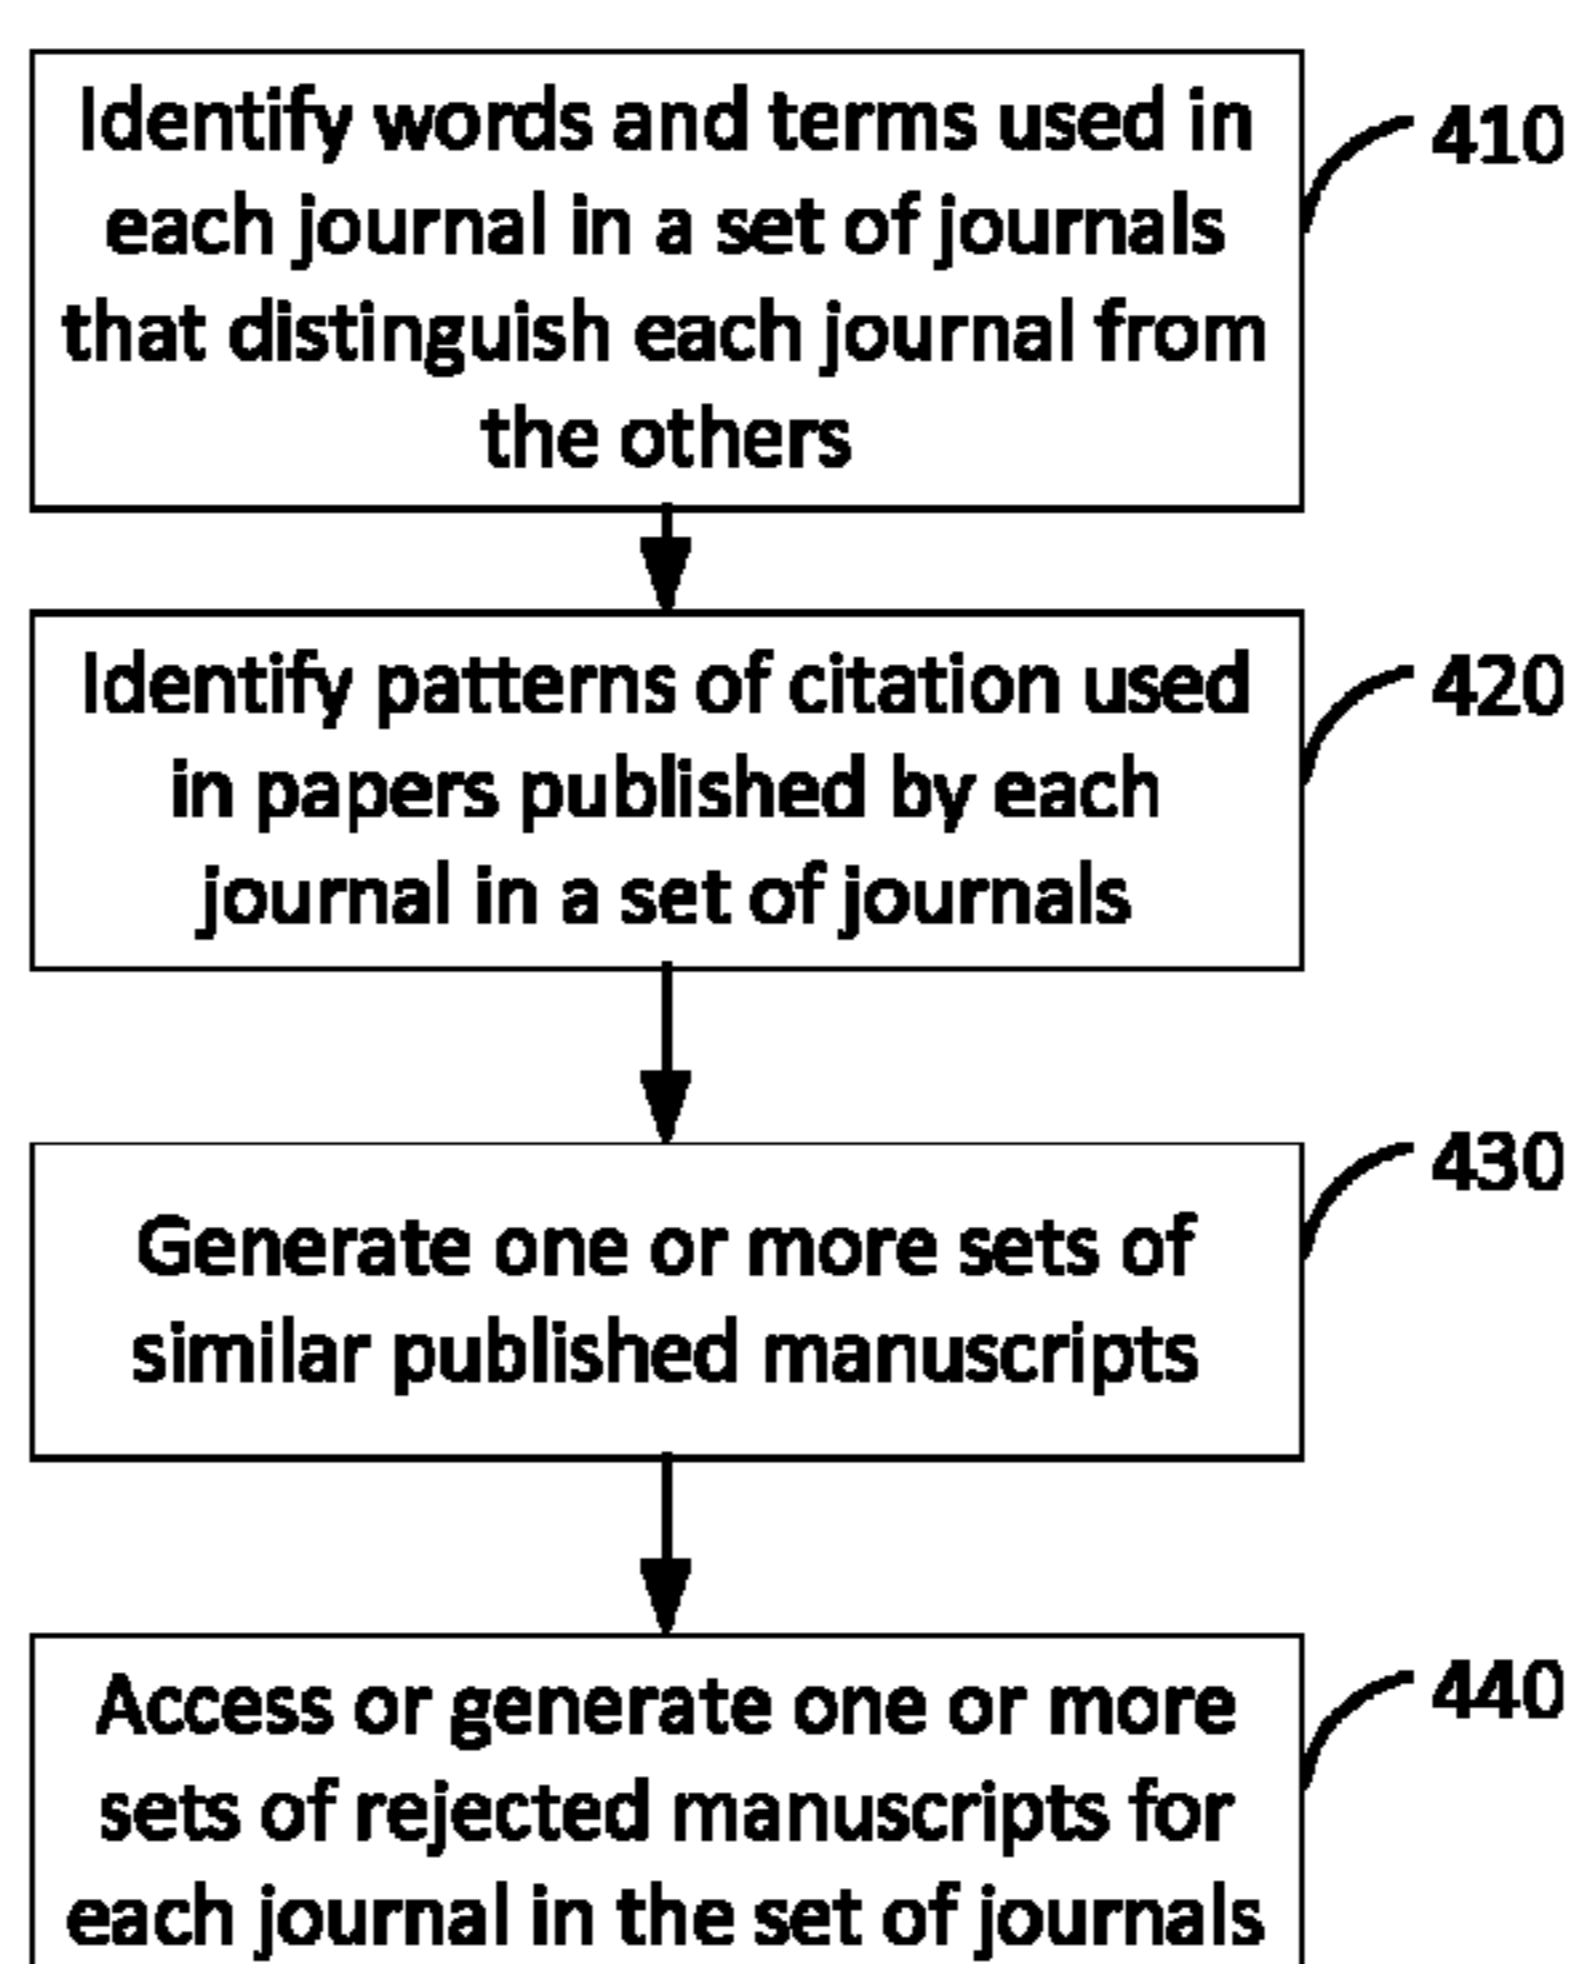 Identify words and terms used in
each journal in a set of journals
that distinguish each journal from
the others
410
Identify patterns of citation used
in papers published by each
journal in a set of journals
420
Generate one or more sets of
similar published manuscripts
430
Access or generate one or more
sets of rejected manuscripts for
each journal in the set of journals
440